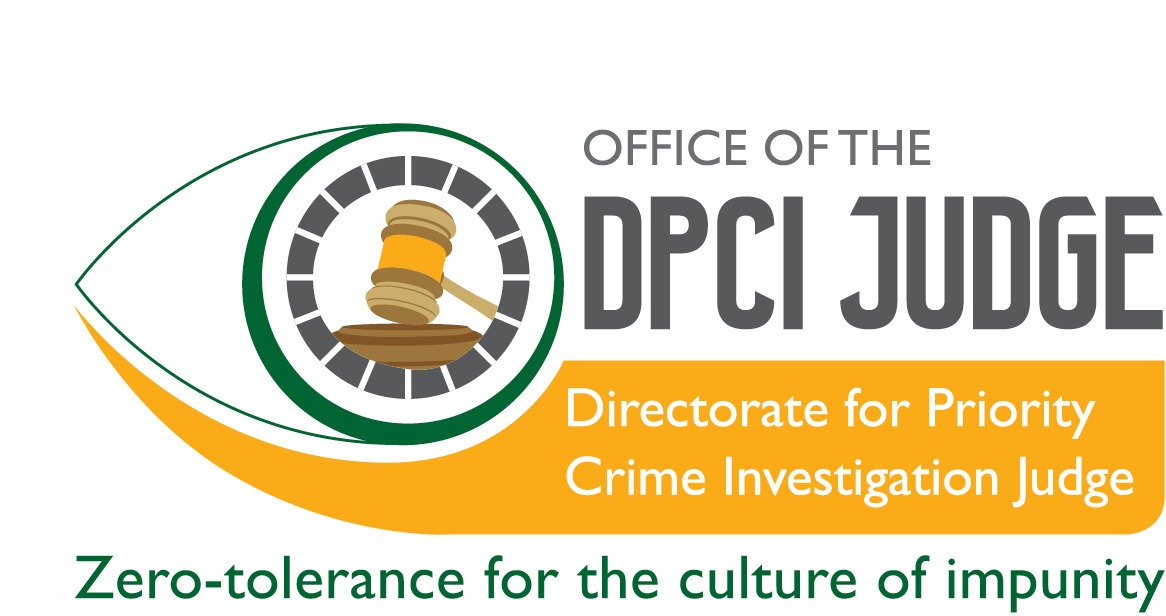 OFFICE OF THE
DPCI JUDGE
Directorate for Priority
Crime Investigation Judge
Zero-tolerance for the culture of impunity